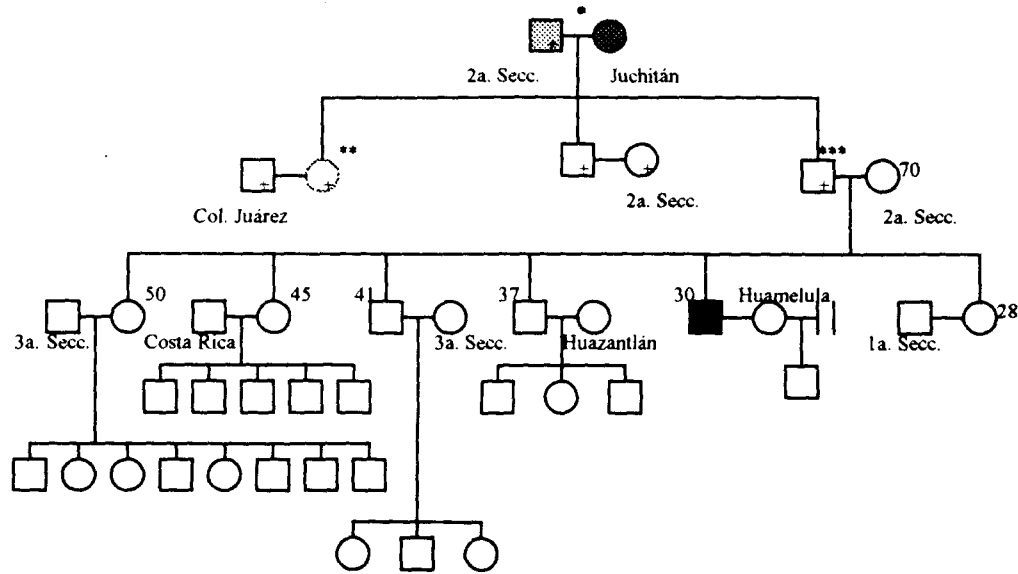 *
2a. Secc. Juchitán
** ***
70
Col. Juárez 2a. Secc. 2a. Secc.
50 45 41 37 30 Huamelula 28
3a. Secc. Costa Rica 3a. Secc. Huazantlán 1a. Secc.